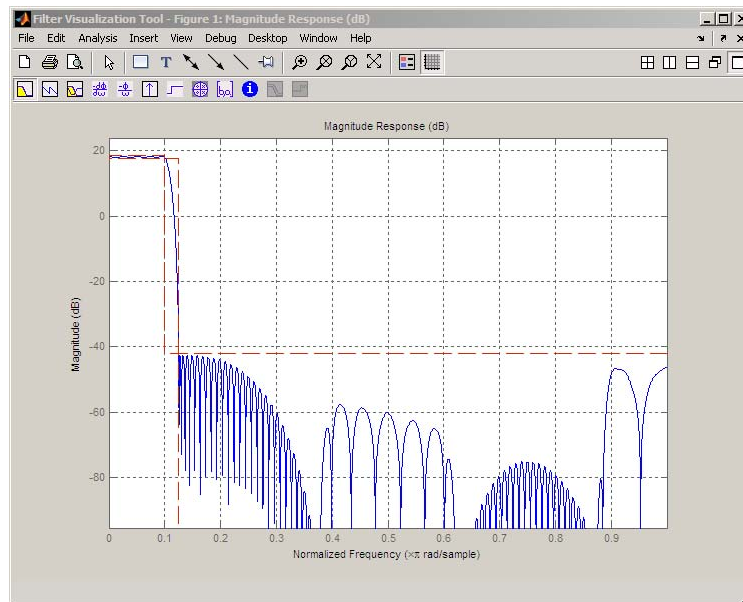 Filter Visualization Tool - Figure 1: Magnitude Response (dB)
File Edit Analysis Insert View Debug Desktop Window Help
Magnitude Response (dB)
20
0
-20
-40
-60
-80
Magnitude (dB)
0 0.1 0.2 0.3 0.4 0.5 0.6 0.7 0.8 0.9
Normalized Frequency (×π rad/sample)